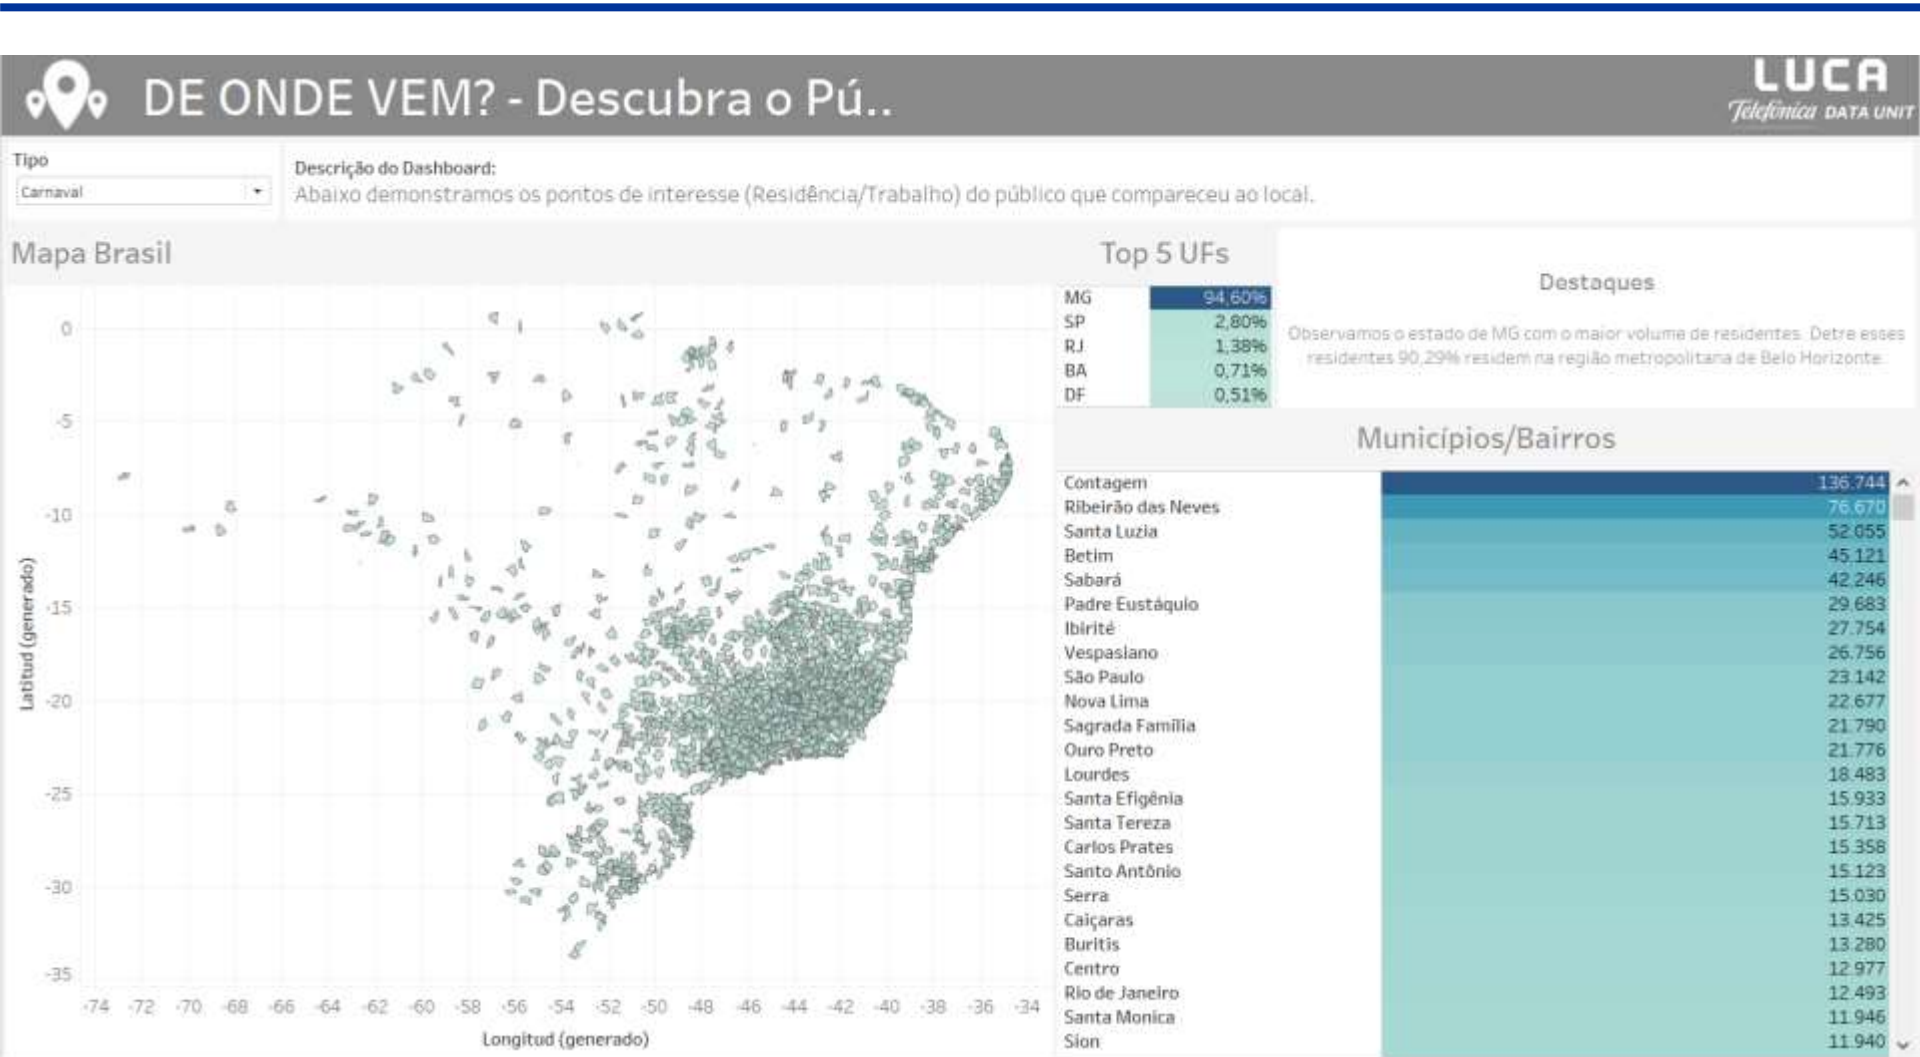 DE ONDE VEM? - Descubra o Pú..
LUCA
Telefónica DATA UNIT
Tipo
Carnaval
Descrição do Dashboard:
Abaixo demonstramos os pontos de interesse (Residência/Trabalho) do público que compareceu ao local.
Mapa Brasil
Latitud (generado)
0
-5
-10
-15
-20
-25
-30
-35
-74 -72 -70 -68 -66 -64 -62 -60 -58 -56 -54 -52 -50 -48 -46 -44 -42 -40 -38 -36 -34
Longitud (generado)
Top 5 UFs
MG 94,60%
SP 2,80%
RJ 1,38%
BA 0,71%
DF 0,51%
Destaques
Observamos o estado de MG com o maior volume de residentes. Detre esses
residentes 90,29% residem na região metropolitana de Belo Horizonte.
Municípios/Bairros
Contagem 136.744
Ribeirão das Neves 76.670
Santa Luzia 52.055
Betim 45.121
Sabará 42.246
Padre Eustáquio 29.683
Ibirité 27.754
Vespasiano 26.756
São Paulo 23.142
Nova Lima 22.677
Sagrada Família 21.790
Ouro Preto 21.776
Lourdes 18.483
Santa Efigênia 15.933
Santa Tereza 15.713
Carlos Prates 15.358
Santo Antônio 15.123
Serra 15.030
Caiçaras 13.425
Buritis 13.280
Centro 12.977
Rio de Janeiro 12.493
Santa Monica 11.946
Sion 11.940